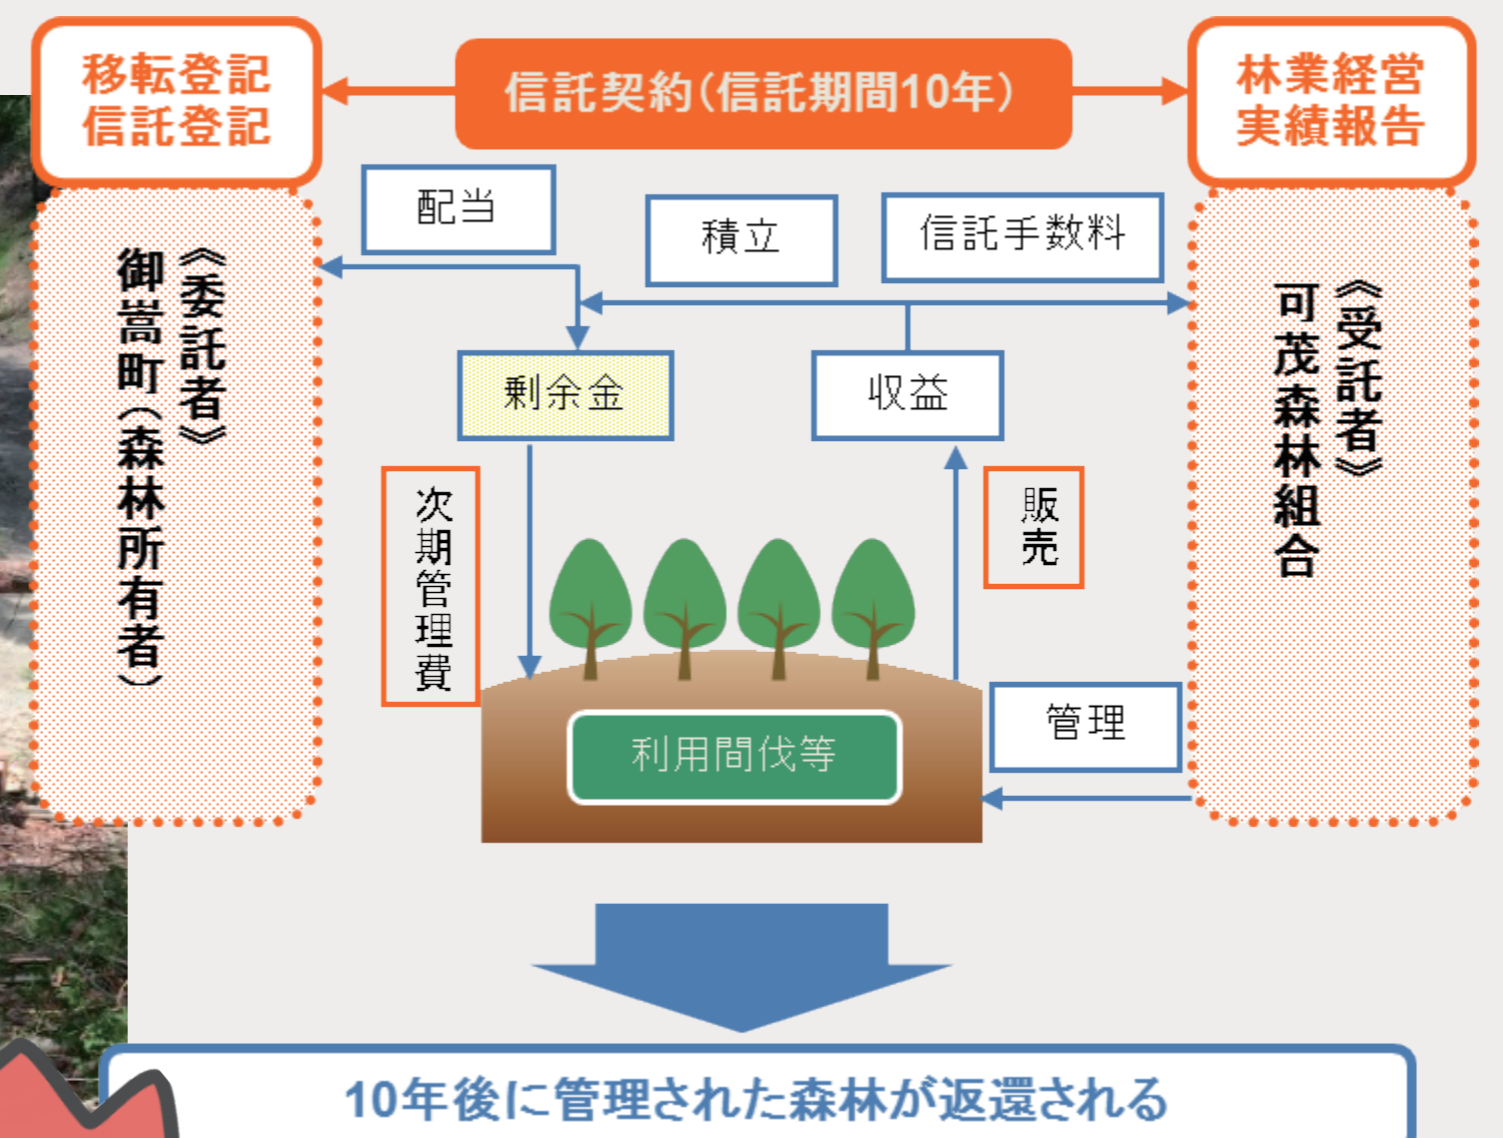 移転登記
信託登記
信託契約（信託期間10年）
林業経営
実績報告
《委託者》
御嵩町（森林所有者）
配当
積立
信託手数料
《受託者》
可茂森林組合
剰余金
収益
次期管理費
販売
管理
利用間伐等
10年後に管理された森林が返還される